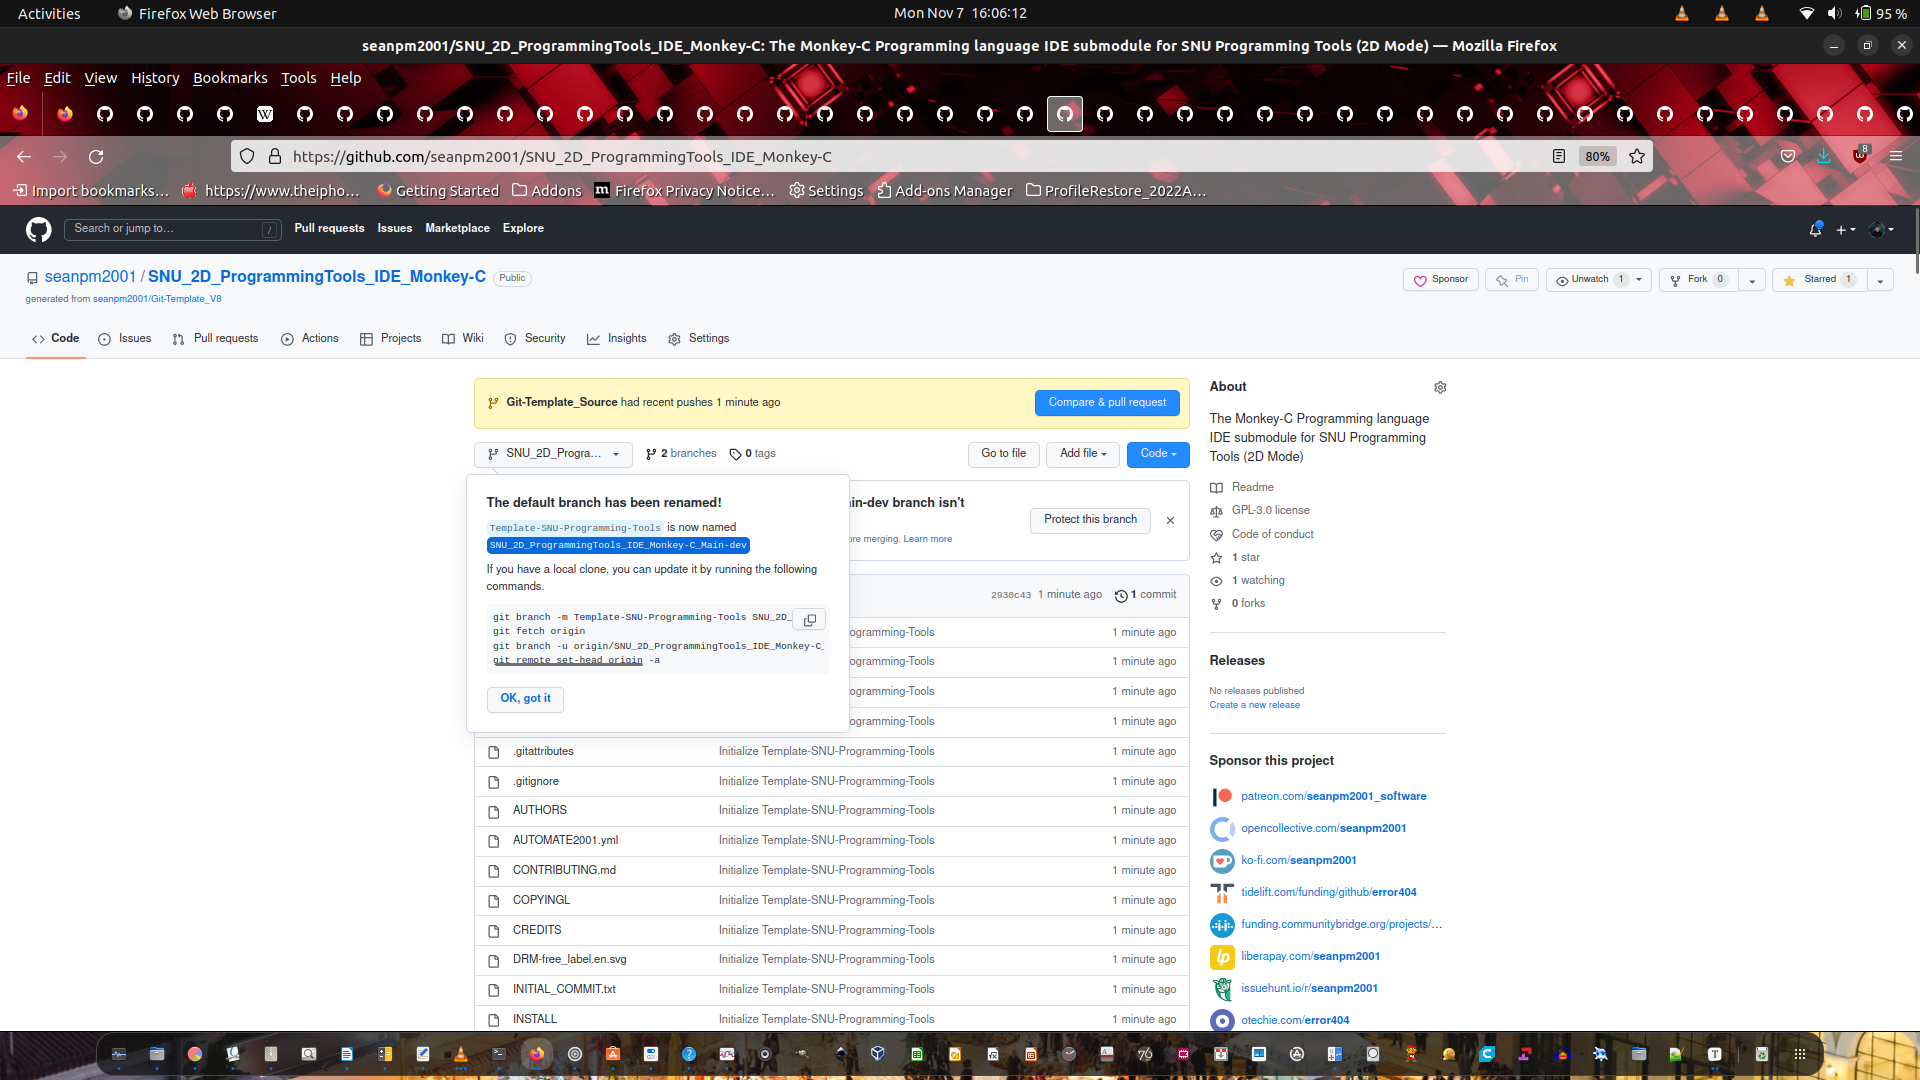 Activities
Firefox Web Browser
Mon Nov 7 16:06:12
95 %
seanpm2001/SNU_2D_ProgrammingTools_IDE_Monkey-C: The Monkey-C Programming language IDE submodule for SNU Programming Tools (2D Mode) — Mozilla Firefox
File Edit View History Bookmarks Tools Help
https://github.com/seanpm2001/SNU_2D_ProgrammingTools_IDE_Monkey-C
80%
8
Import bookmarks… https://www.theipho… Getting Started Addons Firefox Privacy Notice… Settings Add-ons Manager ProfileRestore_2022A…
Search or jump to… /
Pull requests Issues Marketplace Explore
seanpm2001 / SNU_2D_ProgrammingTools_IDE_Monkey-C Public
generated from seanpm2001/Git-Template_V8
Sponsor Pin Unwatch 1 Fork 0 Starred 1
Code Issues Pull requests Actions Projects Wiki Security Insights Settings
Git-Template_Source had recent pushes 1 minute ago
Compare & pull request
SNU_2D_Progra… 2 branches 0 tags
Go to file Add file Code
The default branch has been renamed!
Template-SNU-Programming-Tools is now named
SNU_2D_ProgrammingTools_IDE_Monkey-C_Main-dev
If you have a local clone, you can update it by running the following
commands.
git branch -m Template-SNU-Programming-Tools SNU_2D_
git fetch origin
git branch -u origin/SNU_2D_ProgrammingTools_IDE_Monkey-C_
git remote set-head origin -a
OK, got it
in-dev branch isn't
ore merging. Learn more
Protect this branch
2930c43 1 minute ago 1 commit
ogramming-Tools 1 minute ago
ogramming-Tools 1 minute ago
ogramming-Tools 1 minute ago
ogramming-Tools 1 minute ago
.gitattributes Initialize Template-SNU-Programming-Tools 1 minute ago
.gitignore Initialize Template-SNU-Programming-Tools 1 minute ago
AUTHORS Initialize Template-SNU-Programming-Tools 1 minute ago
AUTOMATE2001.yml Initialize Template-SNU-Programming-Tools 1 minute ago
CONTRIBUTING.md Initialize Template-SNU-Programming-Tools 1 minute ago
COPYINGL Initialize Template-SNU-Programming-Tools 1 minute ago
CREDITS Initialize Template-SNU-Programming-Tools 1 minute ago
DRM-free_label.en.svg Initialize Template-SNU-Programming-Tools 1 minute ago
INITIAL_COMMIT.txt Initialize Template-SNU-Programming-Tools 1 minute ago
INSTALL Initialize Template-SNU-Programming-Tools 1 minute ago
About
The Monkey-C Programming language
IDE submodule for SNU Programming
Tools (2D Mode)
Readme
GPL-3.0 license
Code of conduct
1 star
1 watching
0 forks
Releases
No releases published
Create a new release
Sponsor this project
patreon.com/seanpm2001_software
opencollective.com/seanpm2001
ko-fi.com/seanpm2001
tidelift.com/funding/github/error404
funding.communitybridge.org/projects/…
liberapay.com/seanpm2001
issuehunt.io/r/seanpm2001
otechie.com/error404